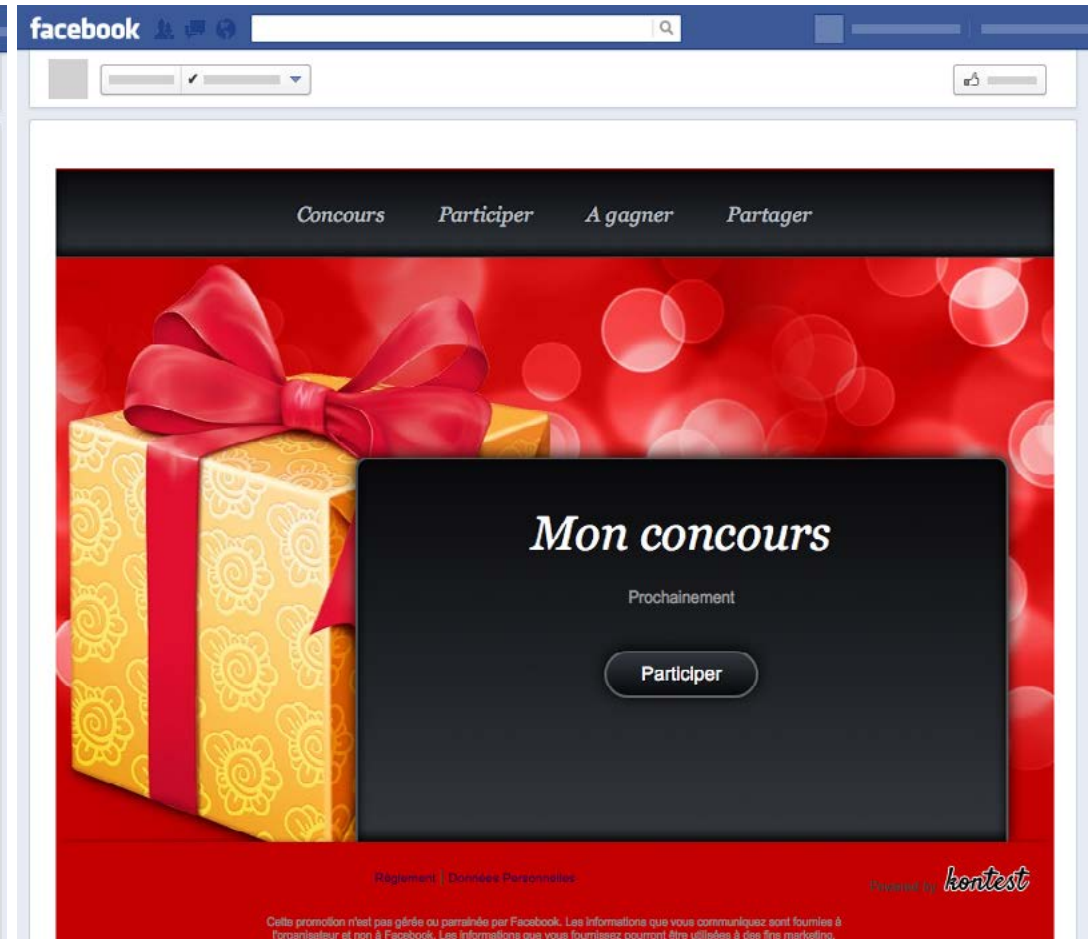 facebook
Concours Participer A gagner Partager
Mon concours
Prochainement
Participer
Règlement | Données Personnelles
Powered by kontest
Cette promotion n'est pas gérée ou parrainée par Facebook. Les informations que vous communiquez sont fournies à
l'organisateur et non à Facebook. Les informations que vous fournissez pourront être utilisées à des fins marketing.